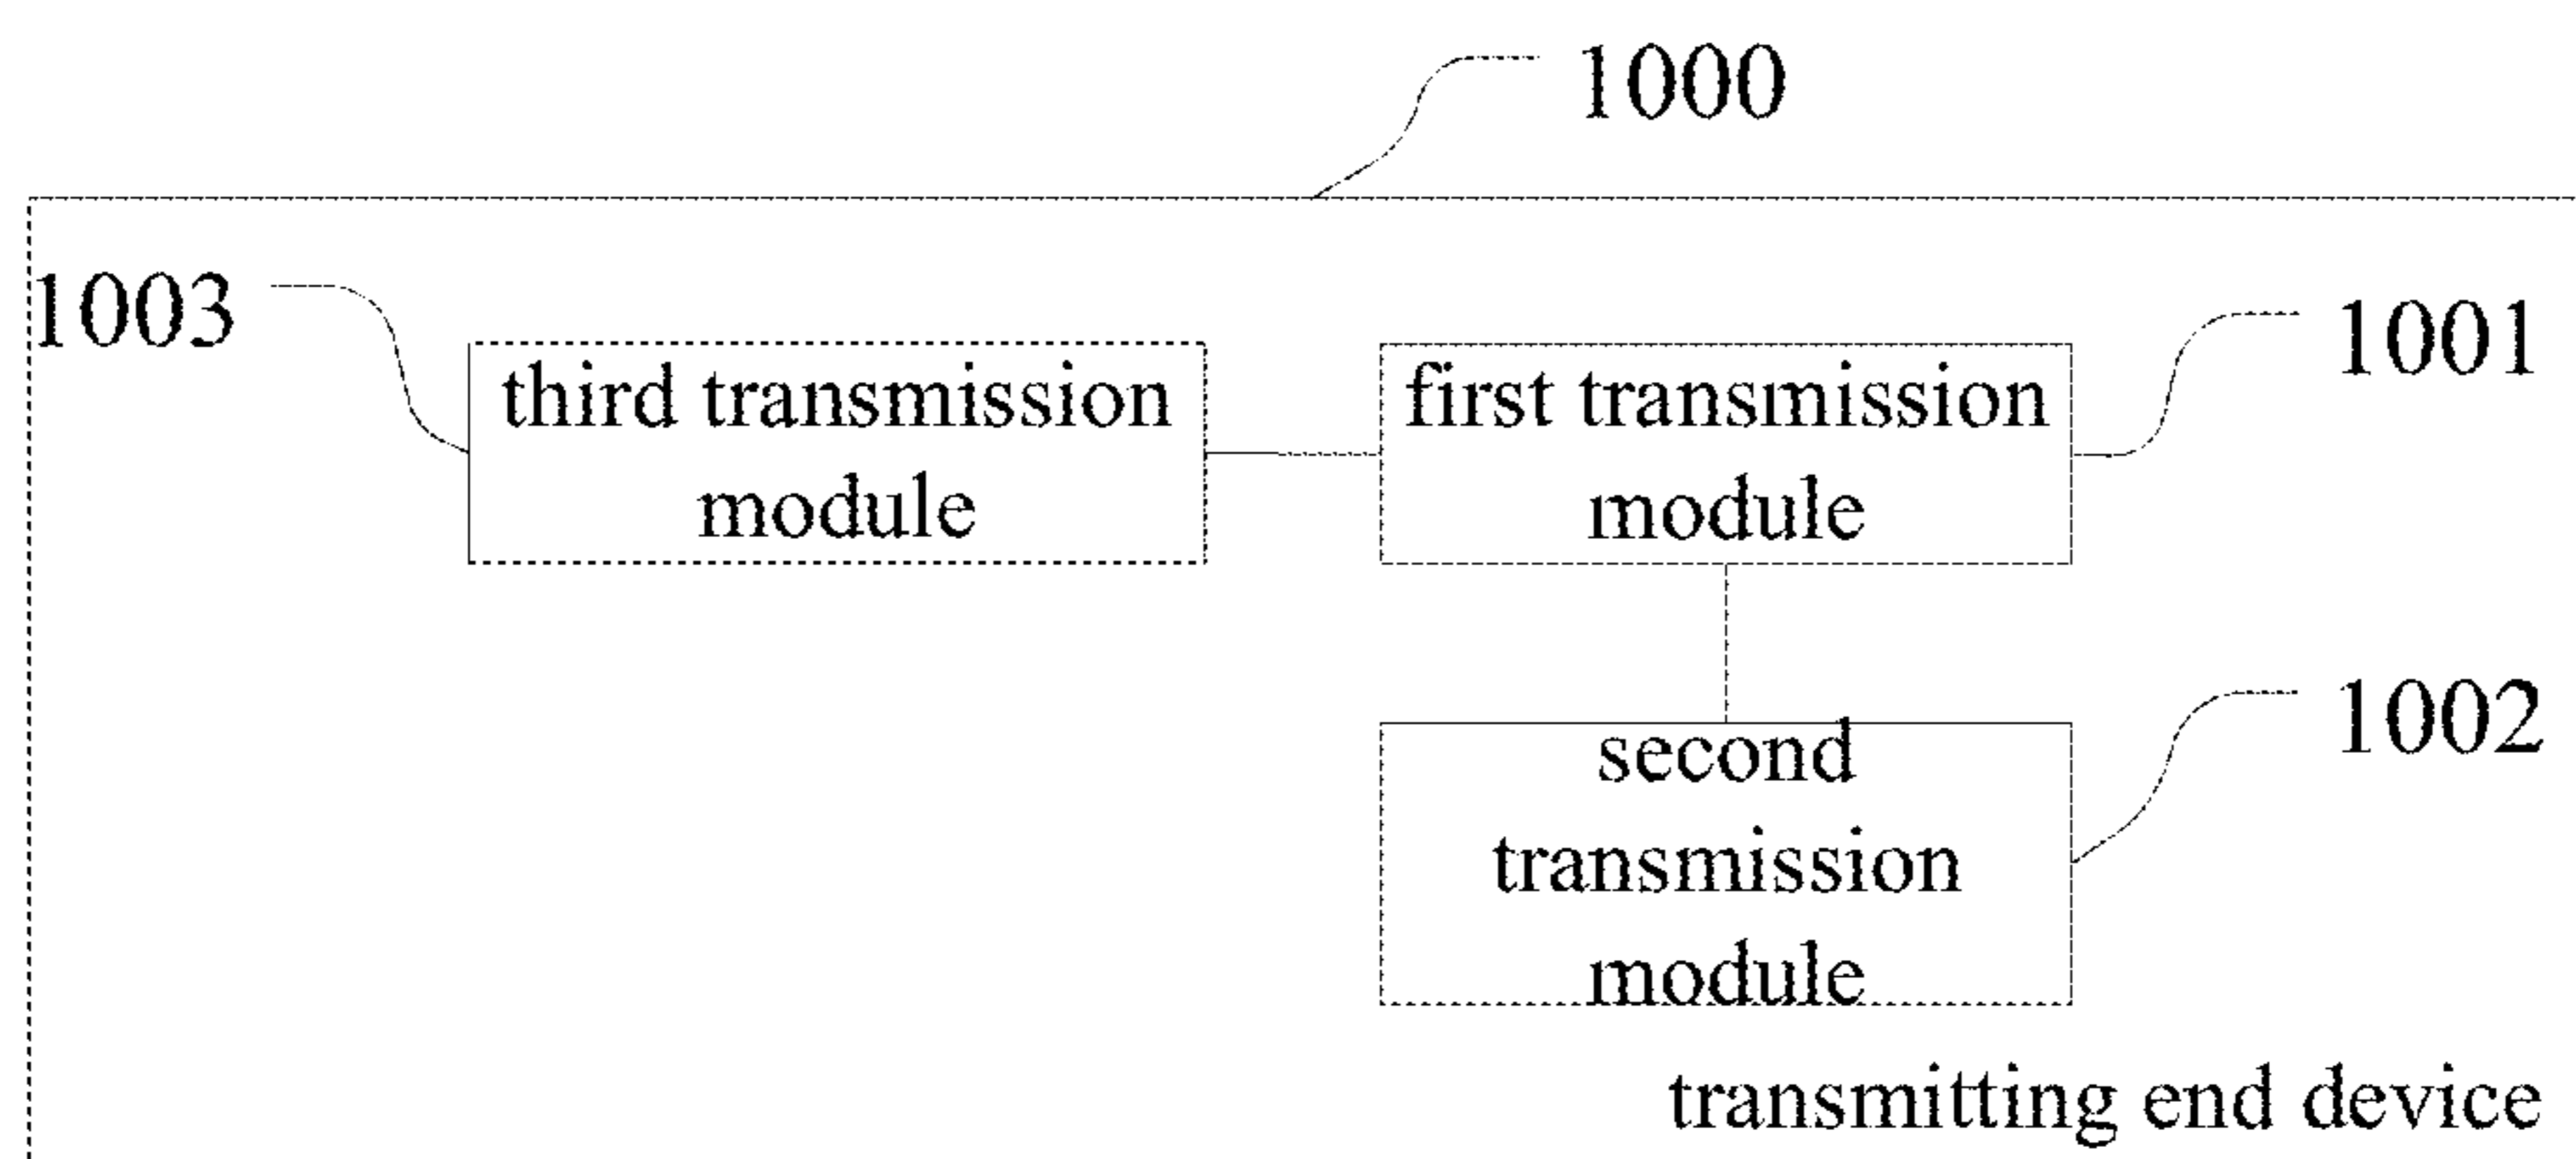 1000
1003
third transmission
module
first transmission
module
1001
second
transmission
module
1002
transmitting end device